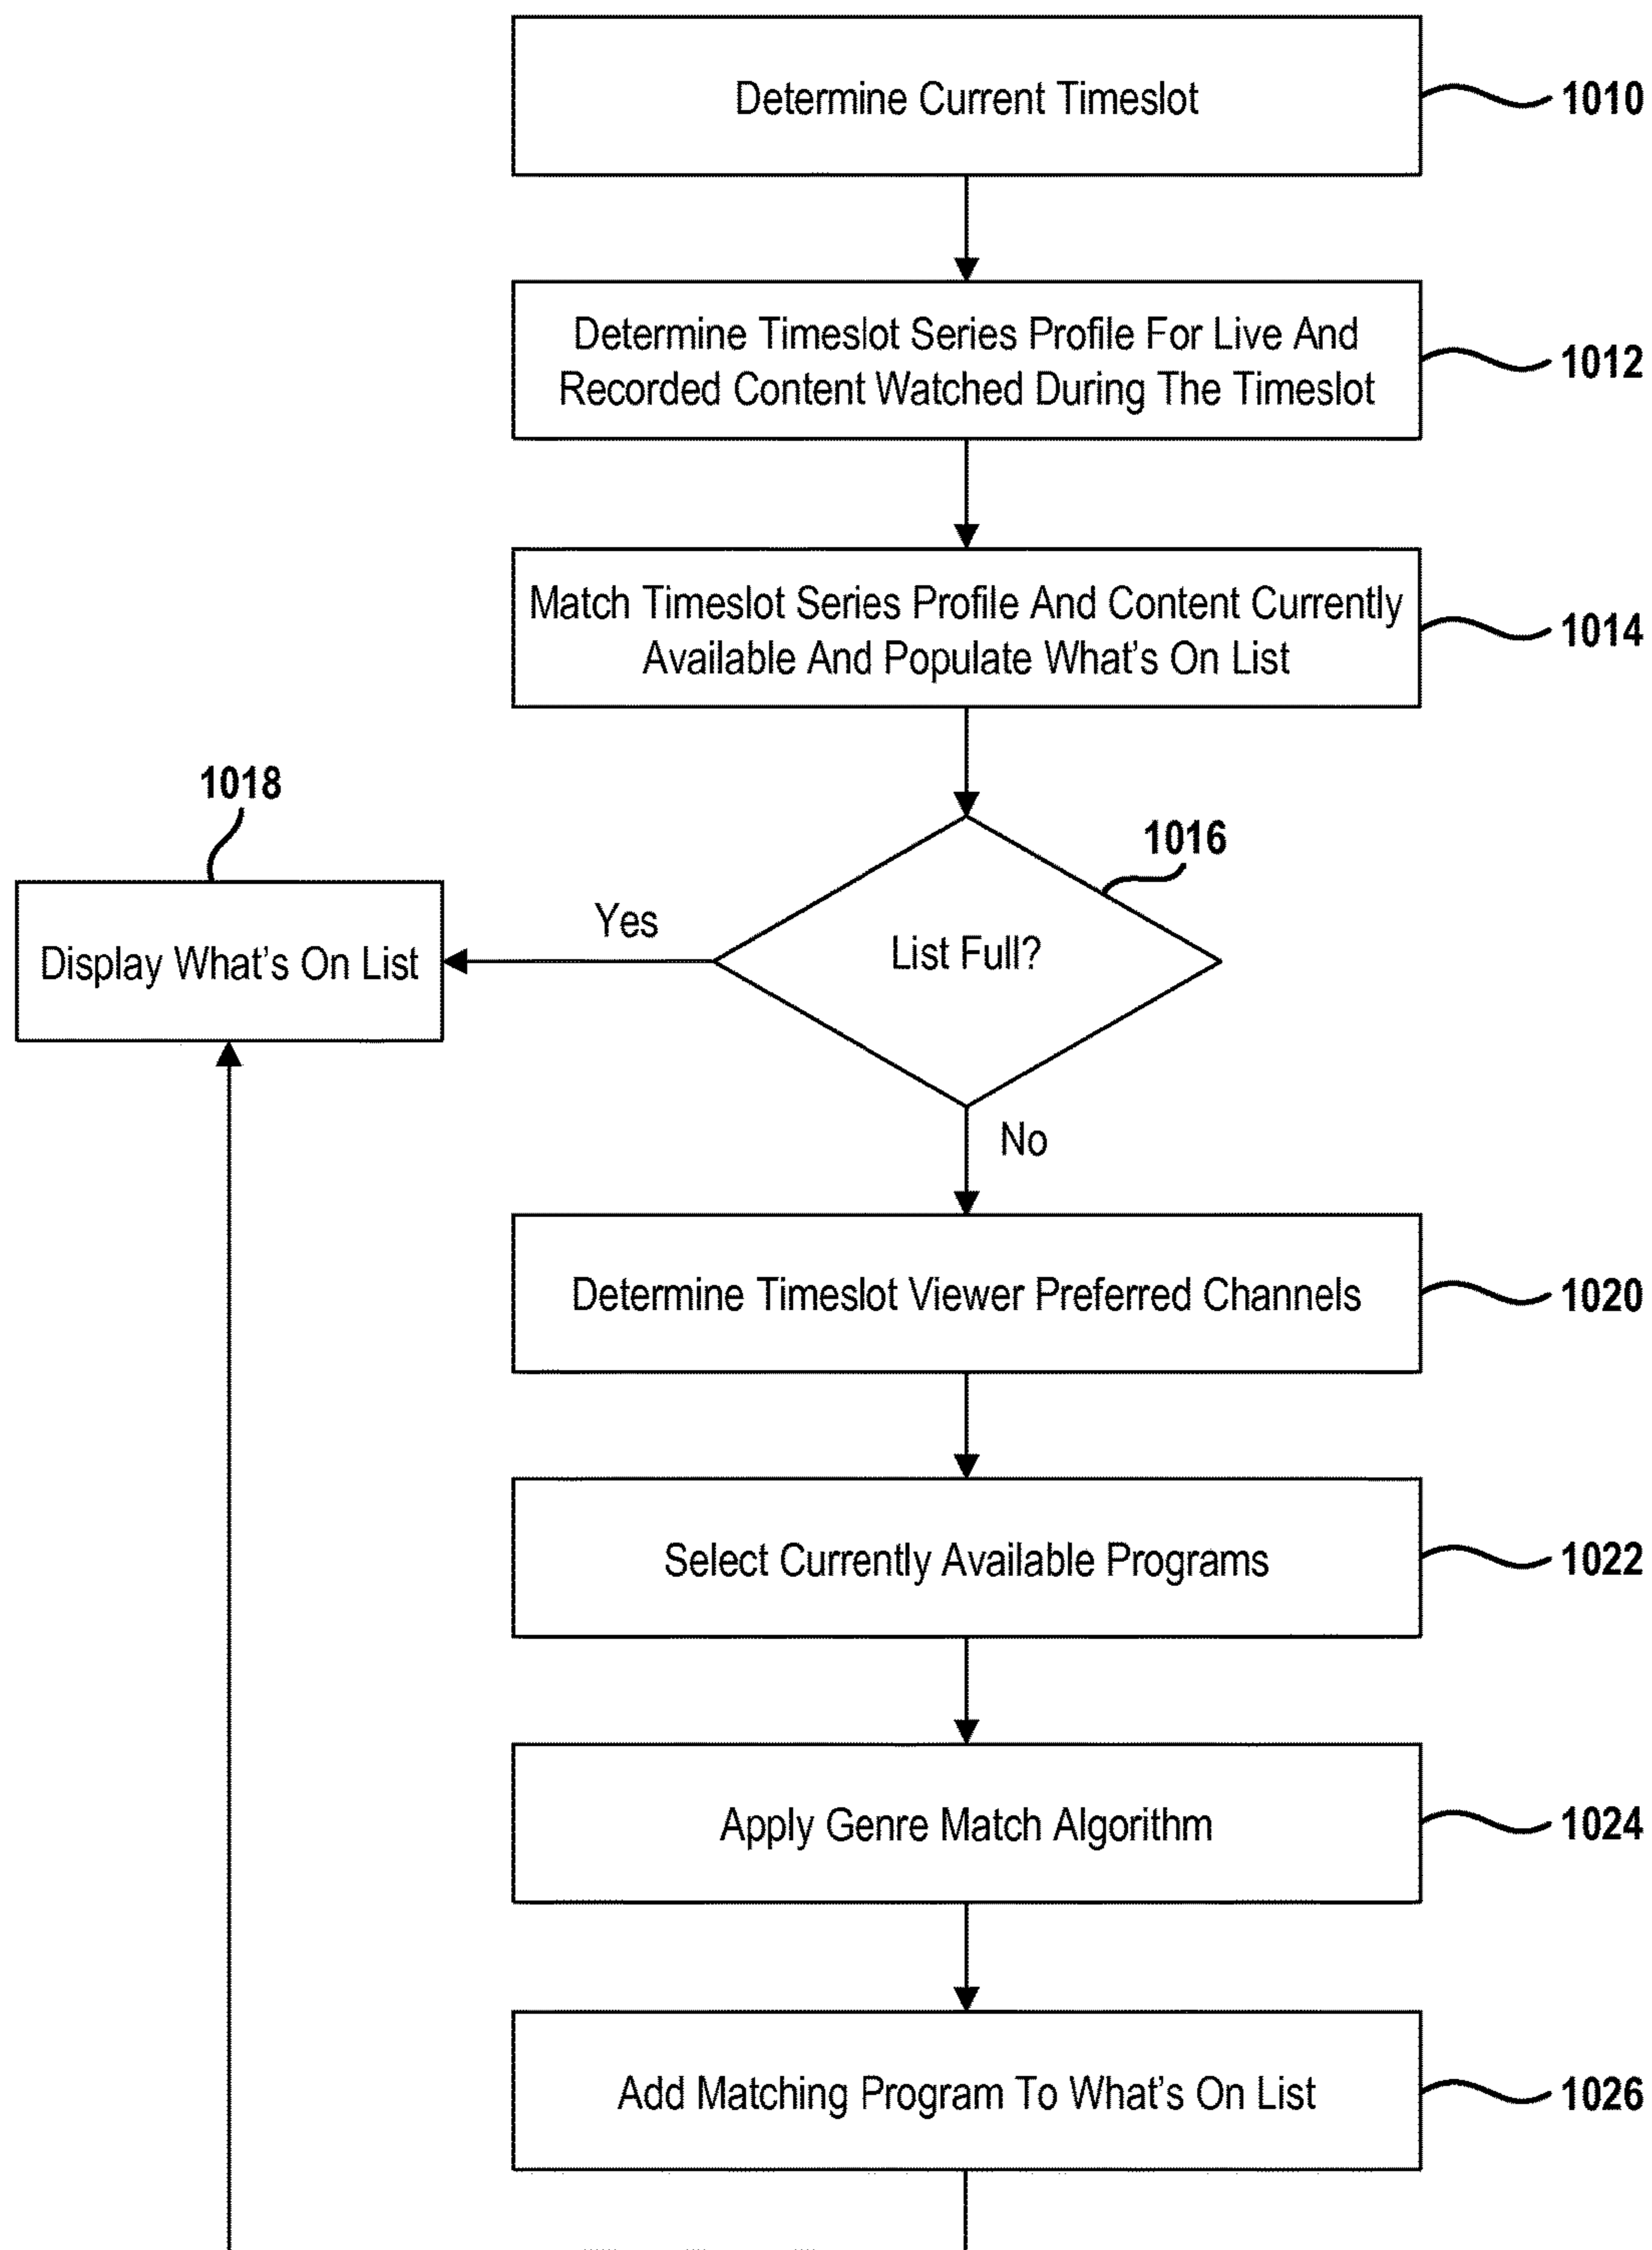 Determine Current Timeslot
1010
Determine Timeslot Series Profile For Live And
Recorded Content Watched During The Timeslot
1012
Match Timeslot Series Profile And Content Currently
Available And Populate What's On List
1014
1018
Display What's On List
Yes
1016
List Full?
No
Determine Timeslot Viewer Preferred Channels
1020
Select Currently Available Programs
1022
Apply Genre Match Algorithm
1024
Add Matching Program To What's On List
1026